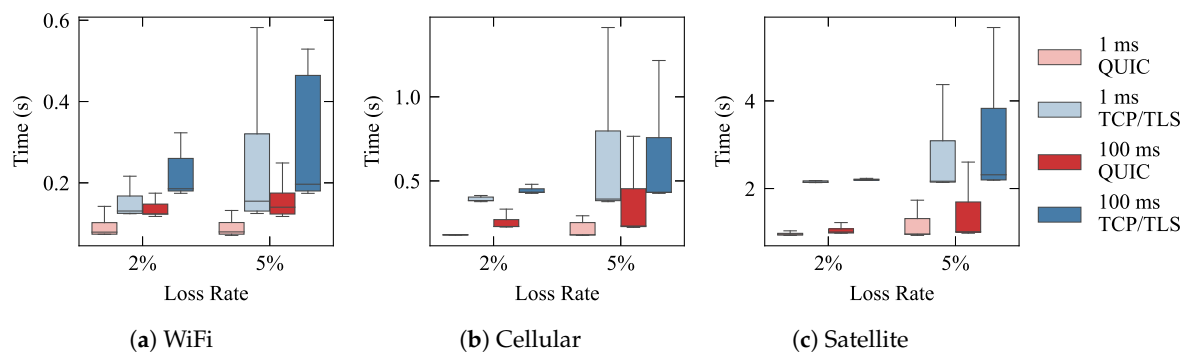 0.6
0.4
0.2
Time (s)
2%
5%
Loss Rate
(a) WiFi
1.0
0.5
Time (s)
2%
5%
Loss Rate
(b) Cellular
4
2
Time (s)
2%
5%
Loss Rate
(c) Satellite
1 ms
QUIC
1 ms
TCP/TLS
100 ms
QUIC
100 ms
TCP/TLS